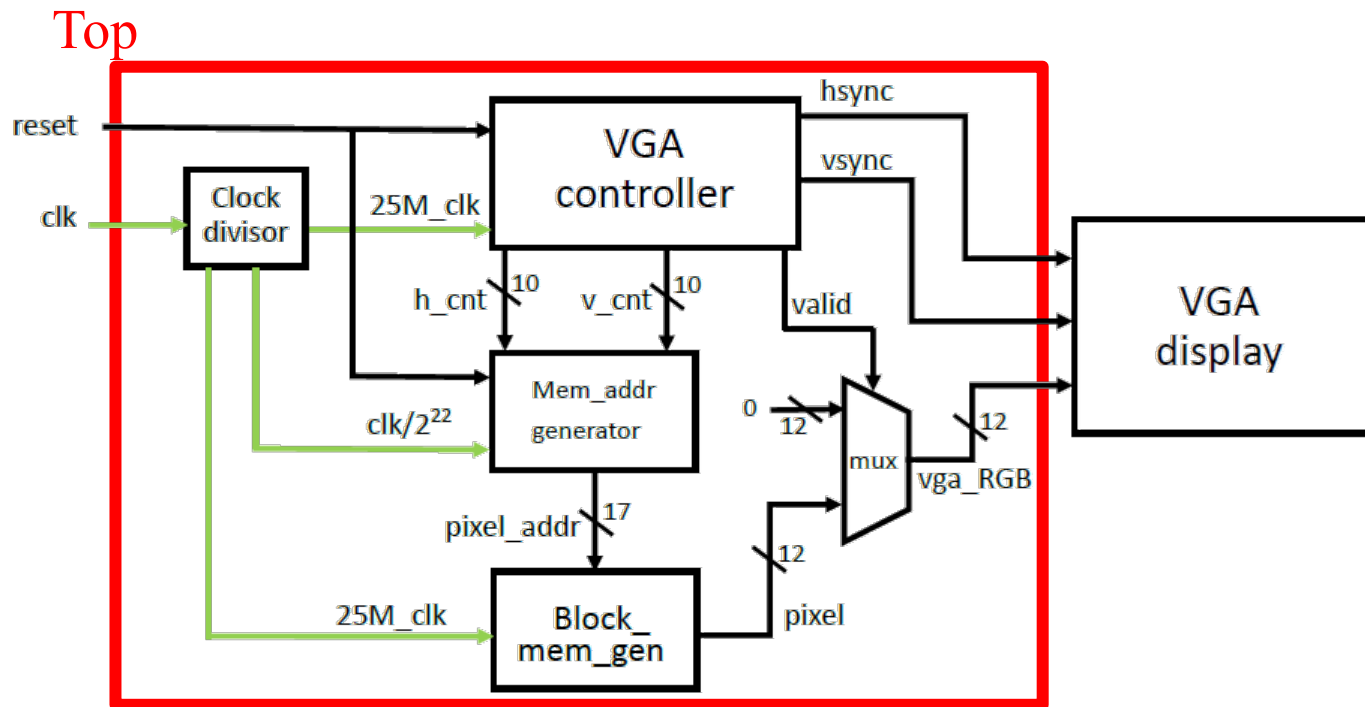 Top
reset
clk
Clock
divisor
25M_clk
VGA
controller
hsync
vsync
h_cnt
10
v_cnt
10
valid
VGA
display
Mem_addr
generator
clk/2²²
0
12
mux
12
vga_RGB
pixel_addr
17
12
pixel
25M_clk
Block_
mem_gen